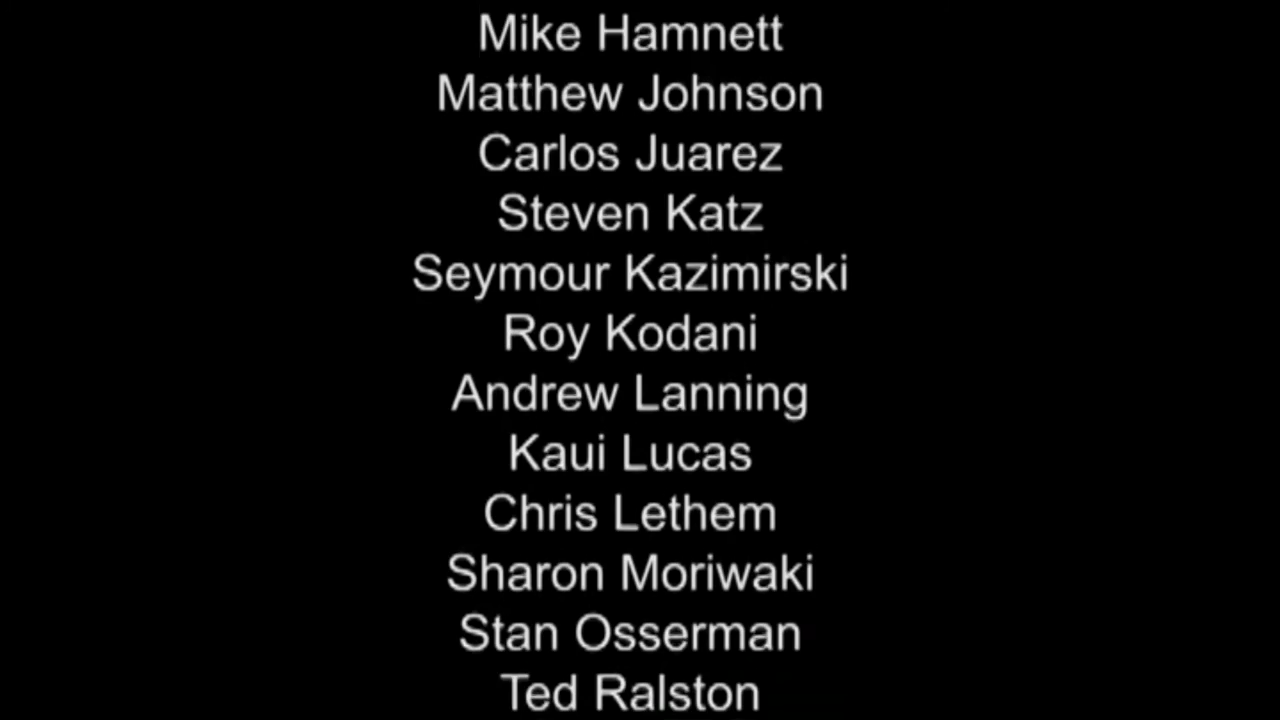 Mike Hamnett
Matthew Johnson
Carlos Juarez
Steven Katz
Seymour Kazimirski
Roy Kodani
Andrew Lanning
Kaui Lucas
Chris Lethem
Sharon Moriwaki
Stan Osserman
Ted Ralston